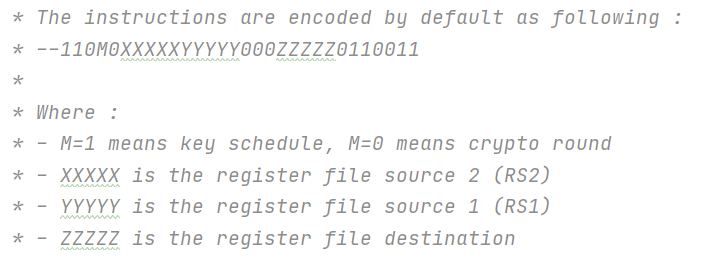 * The instructions are encoded by default as following :
* --110M0XXXXXYYYYY000ZZZZZ0110011
*
* Where :
* - M=1 means key schedule, M=0 means crypto round
* - XXXXX is the register file source 2 (RS2)
* - YYYYY is the register file source 1 (RS1)
* - ZZZZZ is the register file destination